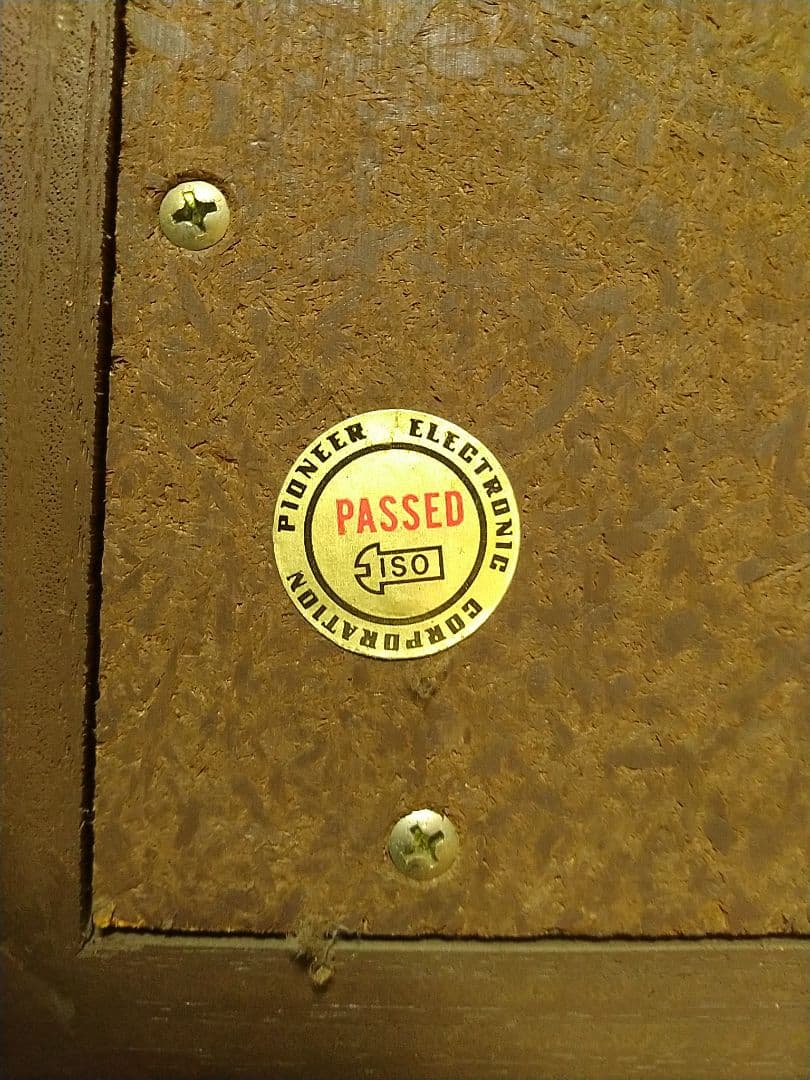 PIONEER ELECTRONIC CORPORATION
PASSED
ISO